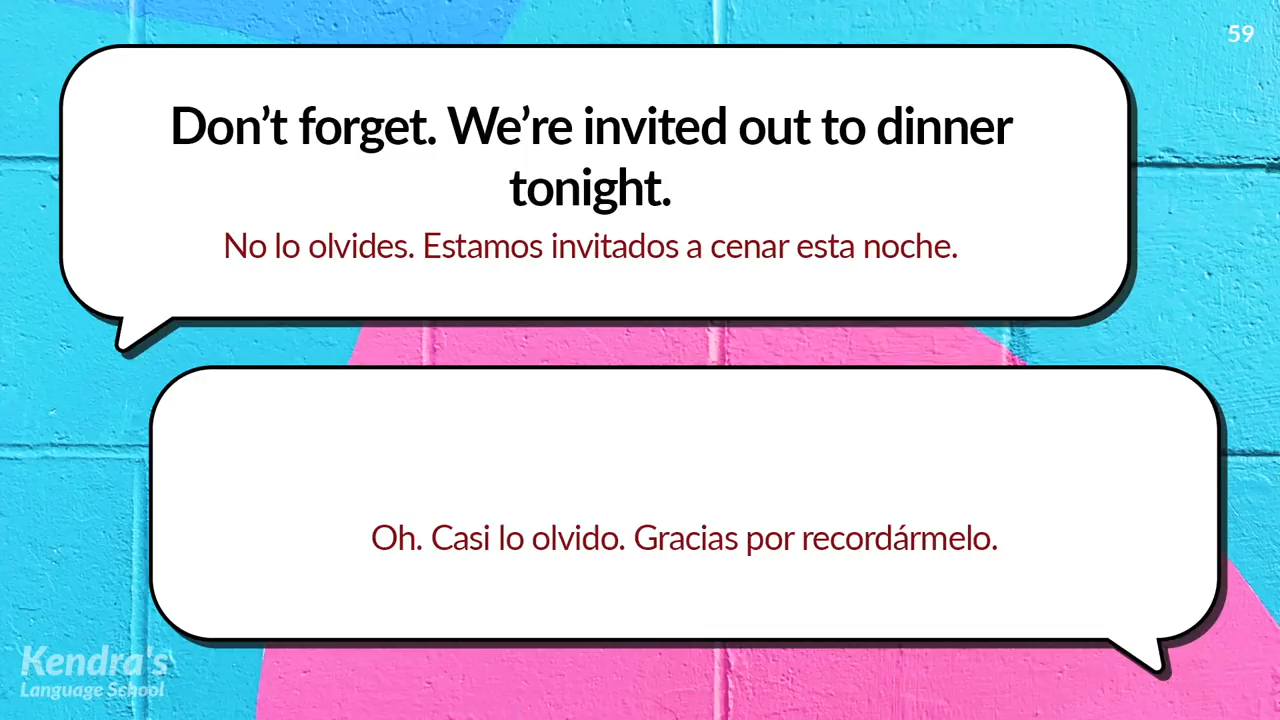 59
Don’t forget. We’re invited out to dinner
tonight.
No lo olvides. Estamos invitados a cenar esta noche.
Oh. Casi lo olvido. Gracias por recordármelo.
Kendra's
Language School